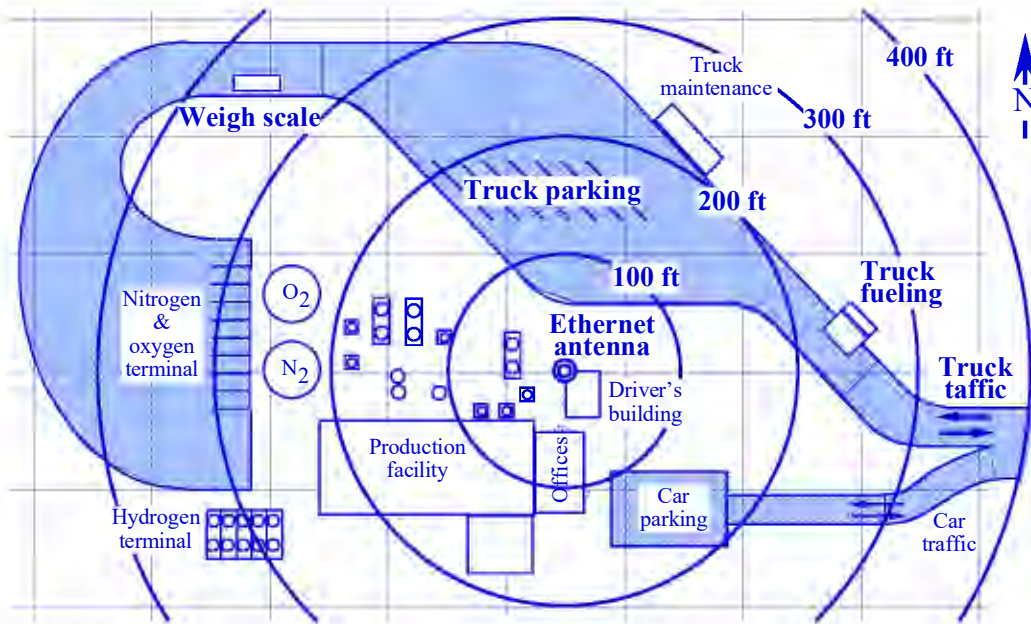 400 ft
Truck
maintenance
N
300 ft
Weigh scale
Truck parking
200 ft
100 ft
Truck
fueling
Nitrogen
&
oxygen
terminal
O2
N2
Ethernet
antenna
Truck
taffic
Driver's
building
Production
facility
Offices
Car
parking
Hydrogen
terminal
Car
traffic